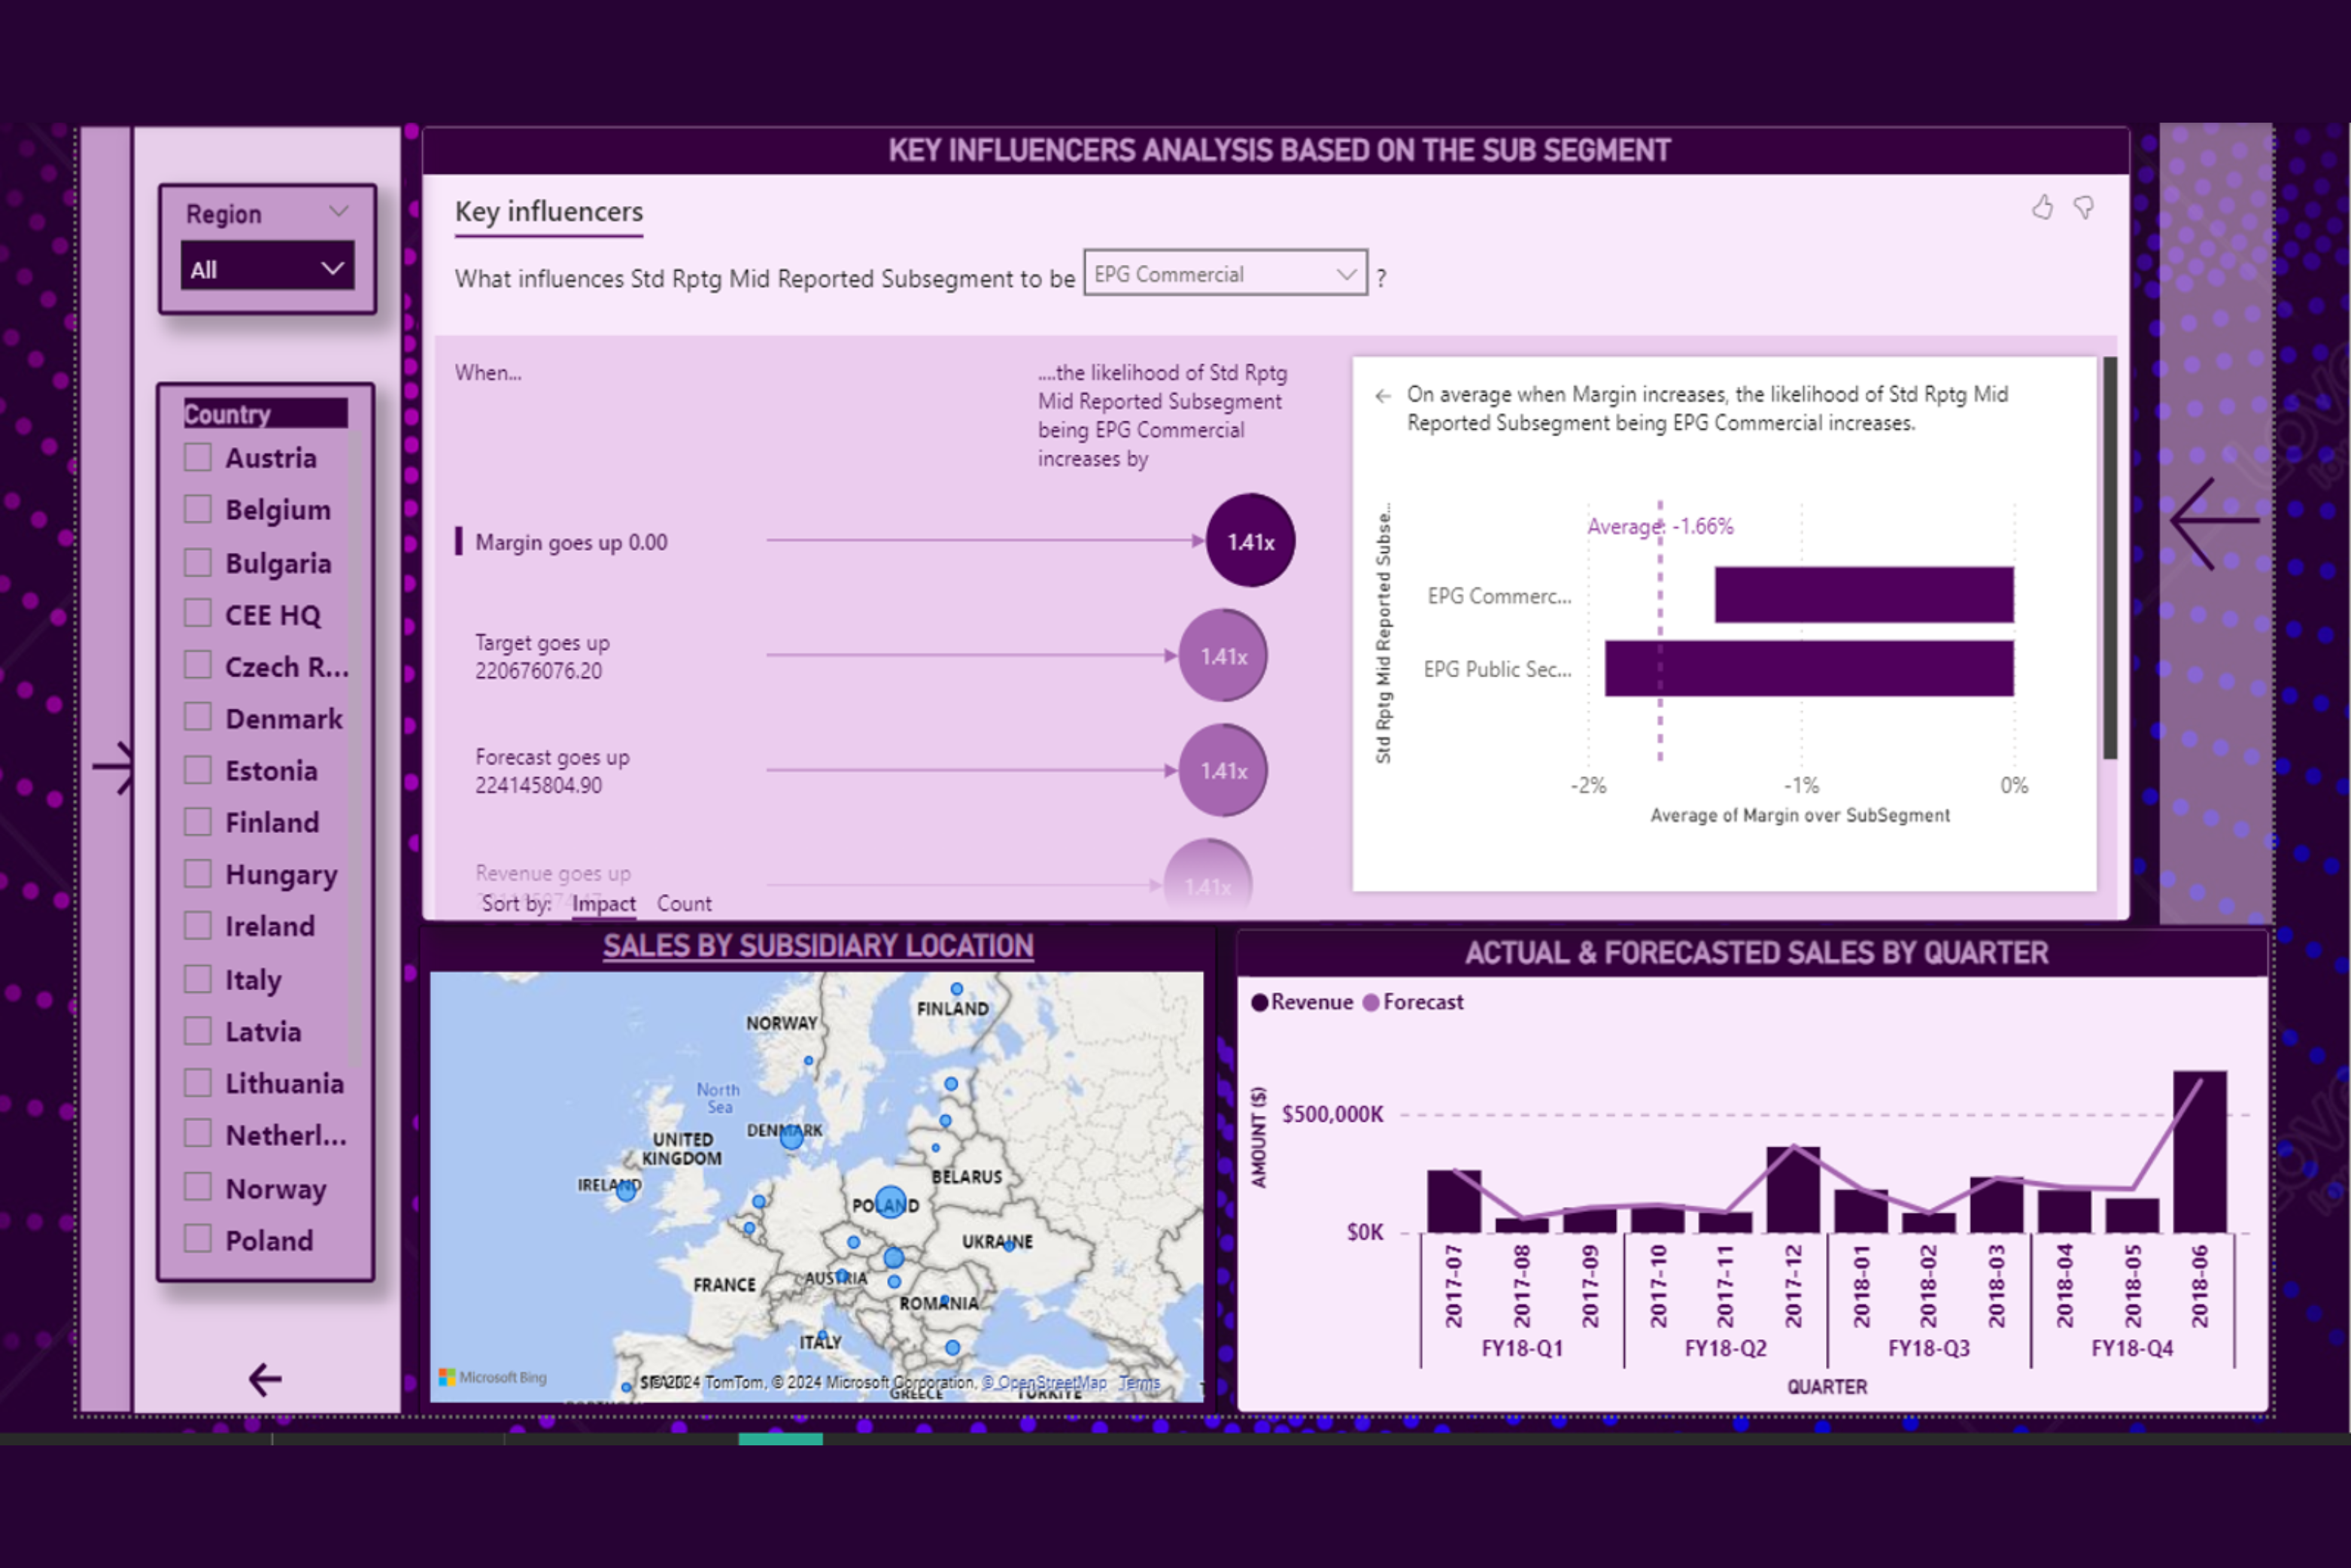 KEY INFLUENCERS ANALYSIS BASED ON THE SUB SEGMENT
Region
All
Country
Austria
Belgium
Bulgaria
CEE HQ
Czech R...
Denmark
Estonia
Finland
Hungary
Ireland
Italy
Latvia
Lithuania
Netherl...
Norway
Poland
Key influencers
What influences Std Rptg Mid Reported Subsegment to be EPG Commercial ?
When...
....the likelihood of Std Rptg
Mid Reported Subsegment
being EPG Commercial
increases by
Margin goes up 0.00
1.41x
Target goes up
220676076.20
1.41x
Forecast goes up
224145804.90
1.41x
Revenue goes up
1.41x
Sort by: Impact Count
On average when Margin increases, the likelihood of Std Rptg Mid
Reported Subsegment being EPG Commercial increases.
Std Rptg Mid Reported Subse...
Average: -1.66%
EPG Commerc...
EPG Public Sec...
-2% -1% 0%
Average of Margin over SubSegment
SALES BY SUBSIDIARY LOCATION
FINLAND
NORWAY
North
Sea
DENMARK
UNITED
KINGDOM
IRELAND
BELARUS
POLAND
UKRAINE
FRANCE
AUSTRIA
ROMANIA
ITALY
Microsoft Bing
2024 TomTom, © 2024 Microsoft Corporation, © OpenStreetMap Terms
GREECE
TÜRKİYE
ACTUAL & FORECASTED SALES BY QUARTER
Revenue Forecast
AMOUNT ($)
$500,000K
$0K
2017-07 2017-08 2017-09 2017-10 2017-11 2017-12 2018-01 2018-02 2018-03 2018-04 2018-05 2018-06
FY18-Q1 FY18-Q2 FY18-Q3 FY18-Q4
QUARTER